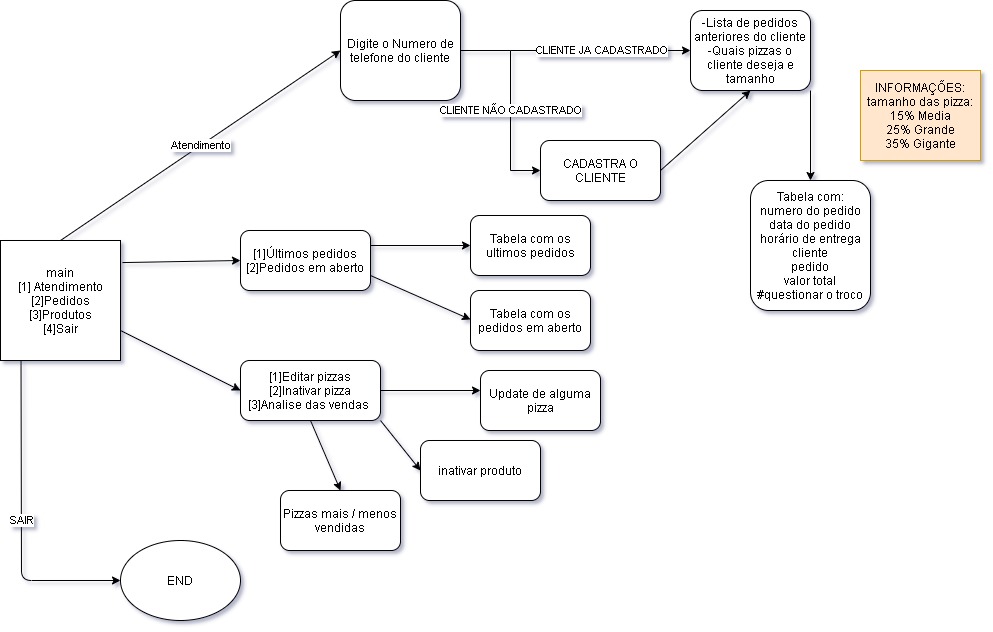 Digite o Numero de
telefone do cliente
CLIENTE JA CADASTRADO
-Lista de pedidos
anteriores do cliente
-Quais pizzas o
cliente deseja e
tamanho
INFORMAÇÕES:
tamanho das pizza:
15% Media
25% Grande
35% Gigante
CLIENTE NÃO CADASTRADO
Atendimento
CADASTRA O
CLIENTE
Tabela com:
numero do pedido
data do pedido
horário de entrega
cliente
pedido
valor total
#questionar o troco
main
[1] Atendimento
[2]Pedidos
[3]Produtos
[4]Sair
[1]Últimos pedidos
[2]Pedidos em aberto
Tabela com os
ultimos pedidos
Tabela com os
pedidos em aberto
[1]Editar pizzas
[2]Inativar pizza
[3]Analise das vendas
Update de alguma
pizza
inativar produto
Pizzas mais / menos
vendidas
SAIR
END